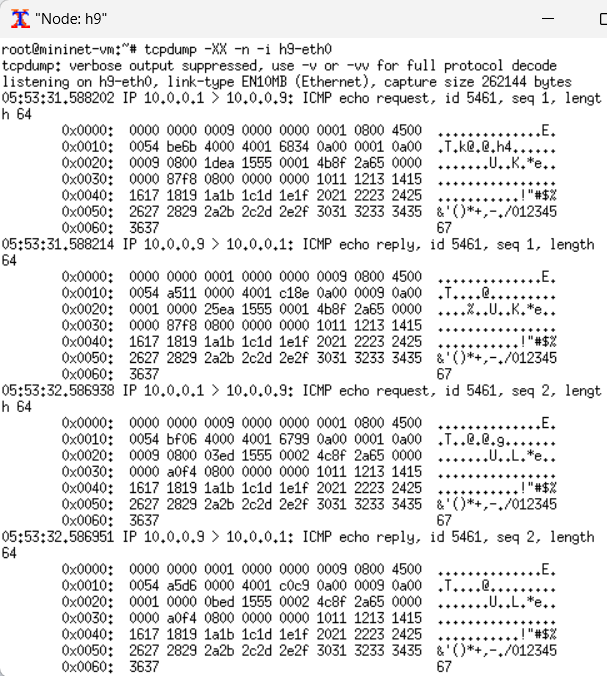 "Node: h9"
root@mininet-vm:~# tcpdump -XX -n -i h9-eth0
tcpdump: verbose output suppressed, use -v or -vv for full protocol decode
listening on h9-eth0, link-type EN10MB (Ethernet), capture size 262144 bytes
05:53:31.588202 IP 10.0.0.1 > 10.0.0.9: ICMP echo request, id 5461, seq 1, lengt
h 64
0x0000:  0000 0000 0009 0000 0000 0001 0800 4500  ..............E.
0x0010:  0054 be6b 4000 4001 6834 0a00 0001 0a00  .T.k@.@.h4......
0x0020:  0009 0800 1dea 1555 0001 4b8f 2a65 0000  .......U..K.*e..
0x0030:  0000 87f8 0800 0000 0000 1011 1213 1415  ................
0x0040:  1617 1819 1a1b 1c1d 1e1f 2021 2223 2425  ...........!"#$%
0x0050:  2627 2829 2a2b 2c2d 2e2f 3031 3233 3435  &'()*+,-./012345
0x0060:  3637                                     67
05:53:31.588214 IP 10.0.0.9 > 10.0.0.1: ICMP echo reply, id 5461, seq 1, length
64
0x0000:  0000 0000 0001 0000 0000 0009 0800 4500  ..............E.
0x0010:  0054 a511 0000 4001 c18e 0a00 0009 0a00  .T....@.........
0x0020:  0001 0000 25ea 1555 0001 4b8f 2a65 0000  ....%..U..K.*e..
0x0030:  0000 87f8 0800 0000 0000 1011 1213 1415  ................
0x0040:  1617 1819 1a1b 1c1d 1e1f 2021 2223 2425  ...........!"#$%
0x0050:  2627 2829 2a2b 2c2d 2e2f 3031 3233 3435  &'()*+,-./012345
0x0060:  3637                                     67
05:53:32.586938 IP 10.0.0.1 > 10.0.0.9: ICMP echo request, id 5461, seq 2, lengt
h 64
0x0000:  0000 0000 0009 0000 0000 0001 0800 4500  ..............E.
0x0010:  0054 bf06 4000 4001 6799 0a00 0001 0a00  .T..@.@.g.......
0x0020:  0009 0800 03ed 1555 0002 4c8f 2a65 0000  .......U..L.*e..
0x0030:  0000 a0f4 0800 0000 0000 1011 1213 1415  ................
0x0040:  1617 1819 1a1b 1c1d 1e1f 2021 2223 2425  ...........!"#$%
0x0050:  2627 2829 2a2b 2c2d 2e2f 3031 3233 3435  &'()*+,-./012345
0x0060:  3637                                     67
05:53:32.586951 IP 10.0.0.9 > 10.0.0.1: ICMP echo reply, id 5461, seq 2, length
64
0x0000:  0000 0000 0001 0000 0000 0009 0800 4500  ..............E.
0x0010:  0054 a5d6 0000 4001 c0c9 0a00 0009 0a00  .T....@.........
0x0020:  0001 0000 0bed 1555 0002 4c8f 2a65 0000  .......U..L.*e..
0x0030:  0000 a0f4 0800 0000 0000 1011 1213 1415  ................
0x0040:  1617 1819 1a1b 1c1d 1e1f 2021 2223 2425  ...........!"#$%
0x0050:  2627 2829 2a2b 2c2d 2e2f 3031 3233 3435  &'()*+,-./012345
0x0060:  3637                                     67